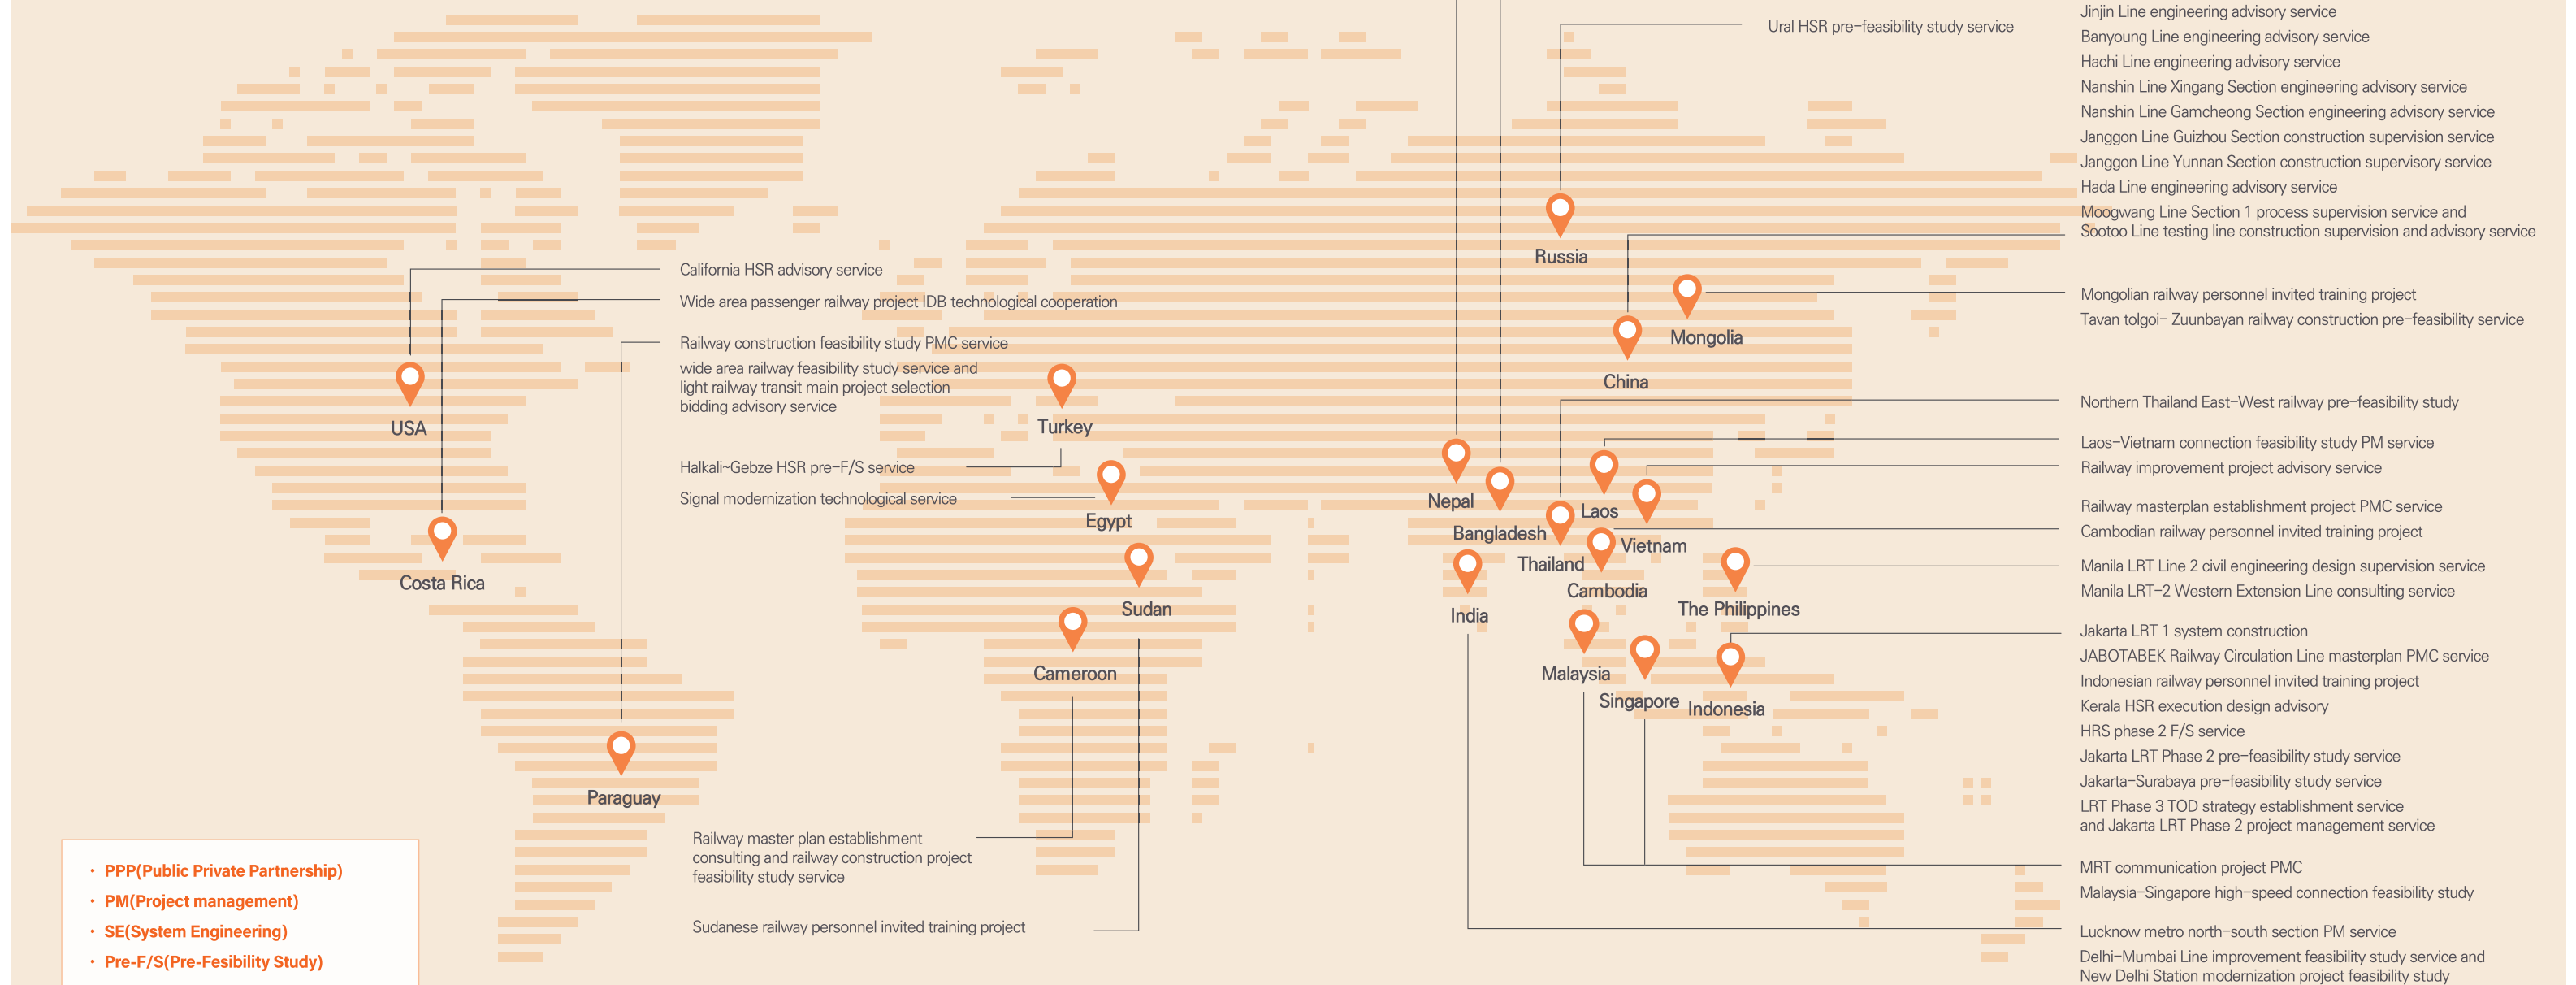 Ural HSR pre-feasibility study service
Jinjin Line engineering advisory service
Banyoung Line engineering advisory service
Hachi Line engineering advisory service
Nanshin Line Xingang Section engineering advisory service
Nanshin Line Gamcheong Section engineering advisory service
Janggon Line Guizhou Section construction supervision service
Janggon Line Yunnan Section construction supervisory service
Hada Line engineering advisory service
Moogwang Line Section 1 process supervision service and
Sootoo Line testing line construction supervision and advisory service
Russia
Mongolian railway personnel invited training project
Tavan tolgoi- Zuunbayan railway construction pre-feasibility service
Mongolia
China
California HSR advisory service
Wide area passenger railway project IDB technological cooperation
Railway construction feasibility study PMC service
wide area railway feasibility study service and
light railway transit main project selection
bidding advisory service
USA
Turkey
Halkali~Gebze HSR pre-F/S service
Signal modernization technological service
Egypt
Costa Rica
Sudan
Cameroon
Paraguay
Nepal
Bangladesh
Laos
Vietnam
Thailand
Cambodia
India
The Philippines
Malaysia
Singapore
Indonesia
Northern Thailand East-West railway pre-feasibility study
Laos-Vietnam connection feasibility study PM service
Railway improvement project advisory service
Railway masterplan establishment project PMC service
Cambodian railway personnel invited training project
Manila LRT Line 2 civil engineering design supervision service
Manila LRT-2 Western Extension Line consulting service
Jakarta LRT 1 system construction
JABOTABEK Railway Circulation Line masterplan PMC service
Indonesian railway personnel invited training project
Kerala HSR execution design advisory
HRS phase 2 F/S service
Jakarta LRT Phase 2 pre-feasibility study service
Jakarta-Surabaya pre-feasibility study service
LRT Phase 3 TOD strategy establishment service
and Jakarta LRT Phase 2 project management service
MRT communication project PMC
Malaysia-Singapore high-speed connection feasibility study
Lucknow metro north-south section PM service
Delhi-Mumbai Line improvement feasibility study service and
New Delhi Station modernization project feasibility study
Railway master plan establishment
consulting and railway construction project
feasibility study service
Sudanese railway personnel invited training project
• PPP(Public Private Partnership)
• PM(Project management)
• SE(System Engineering)
• Pre-F/S(Pre-Fesibility Study)